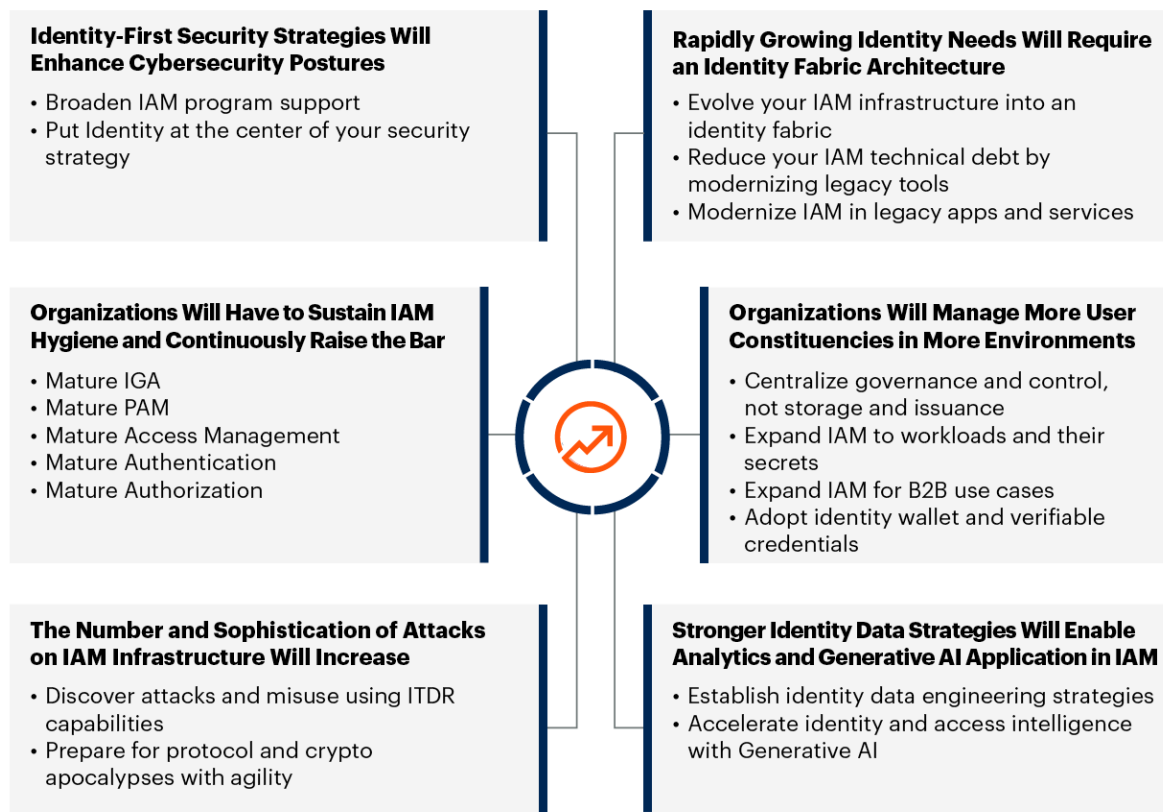 Identity-First Security Strategies Will
Enhance Cybersecurity Postures
• Broaden IAM program support
• Put Identity at the center of your security
strategy
Rapidly Growing Identity Needs Will Require
an Identity Fabric Architecture
• Evolve your IAM infrastructure into an
identity fabric
• Reduce your IAM technical debt by
modernizing legacy tools
• Modernize IAM in legacy apps and services
Organizations Will Have to Sustain IAM
Hygiene and Continuously Raise the Bar
• Mature IGA
• Mature PAM
• Mature Access Management
• Mature Authentication
• Mature Authorization
Organizations Will Manage More User
Constituencies in More Environments
• Centralize governance and control,
not storage and issuance
• Expand IAM to workloads and their
secrets
• Expand IAM for B2B use cases
• Adopt identity wallet and verifiable
credentials
The Number and Sophistication of Attacks
on IAM Infrastructure Will Increase
• Discover attacks and misuse using ITDR
capabilities
• Prepare for protocol and crypto
apocalypses with agility
Stronger Identity Data Strategies Will Enable
Analytics and Generative AI Application in IAM
• Establish identity data engineering strategies
• Accelerate identity and access intelligence
with Generative AI